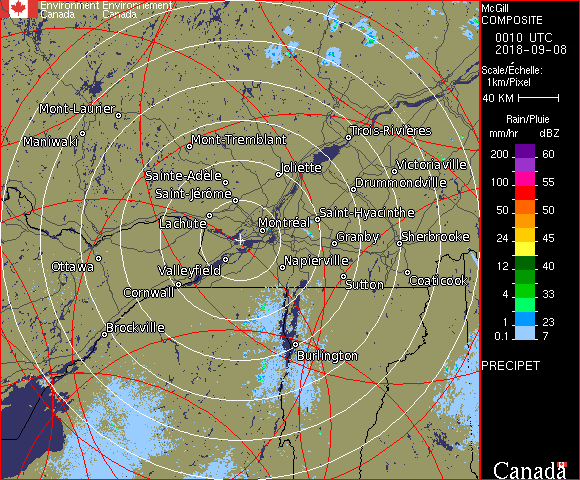 Environment Environnement
Canada Canada
McGill
COMPOSITE
0010 UTC
2018-09-08
Scale/Échelle:
1km/Pixel
40 KM
Rain/Pluie
mm/hr dBZ
200 60
100 55
50 50
24 45
12 40
4 33
1 23
0.1 7
PRECIPET
Canada
Mont-Laurier
Maniwaki
Mont-Tremblant
Trois-Rivières
Sainte-Adèle
Joliette
Victoriaville
Saint-Jérôme
Drummondville
Lachute
Montréal
Saint-Hyacinthe
Granby
Sherbrooke
Ottawa
Valleyfield
Napierville
Cornwall
Sutton
Coaticook
Brockville
Burlington